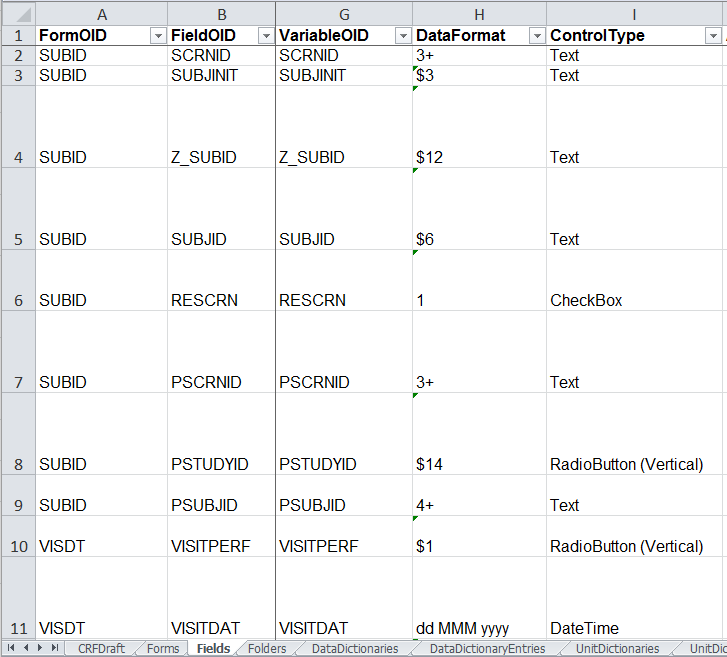 A B G H I
1 FormOID FieldOID VariableOID DataFormat ControlType
2 SUBID SCRNID SCRNID 3+ Text
3 SUBID SUBJINIT SUBJINIT $3 Text
4 SUBID Z_SUBID Z_SUBID $12 Text
5 SUBID SUBJID SUBJID $6 Text
6 SUBID RESCRN RESCRN 1 CheckBox
7 SUBID PSCRNID PSCRNID 3+ Text
8 SUBID PSTUDYID PSTUDYID $14 RadioButton (Vertical)
9 SUBID PSUBJID PSUBJID 4+ Text
10 VISDT VISITPERF VISITPERF $1 RadioButton (Vertical)
11 VISDT VISITDAT VISITDAT dd MMM yyyy DateTime
CRFDraft Forms Fields Folders DataDictionaries DataDictionaryEntries UnitDictionaries UnitDic